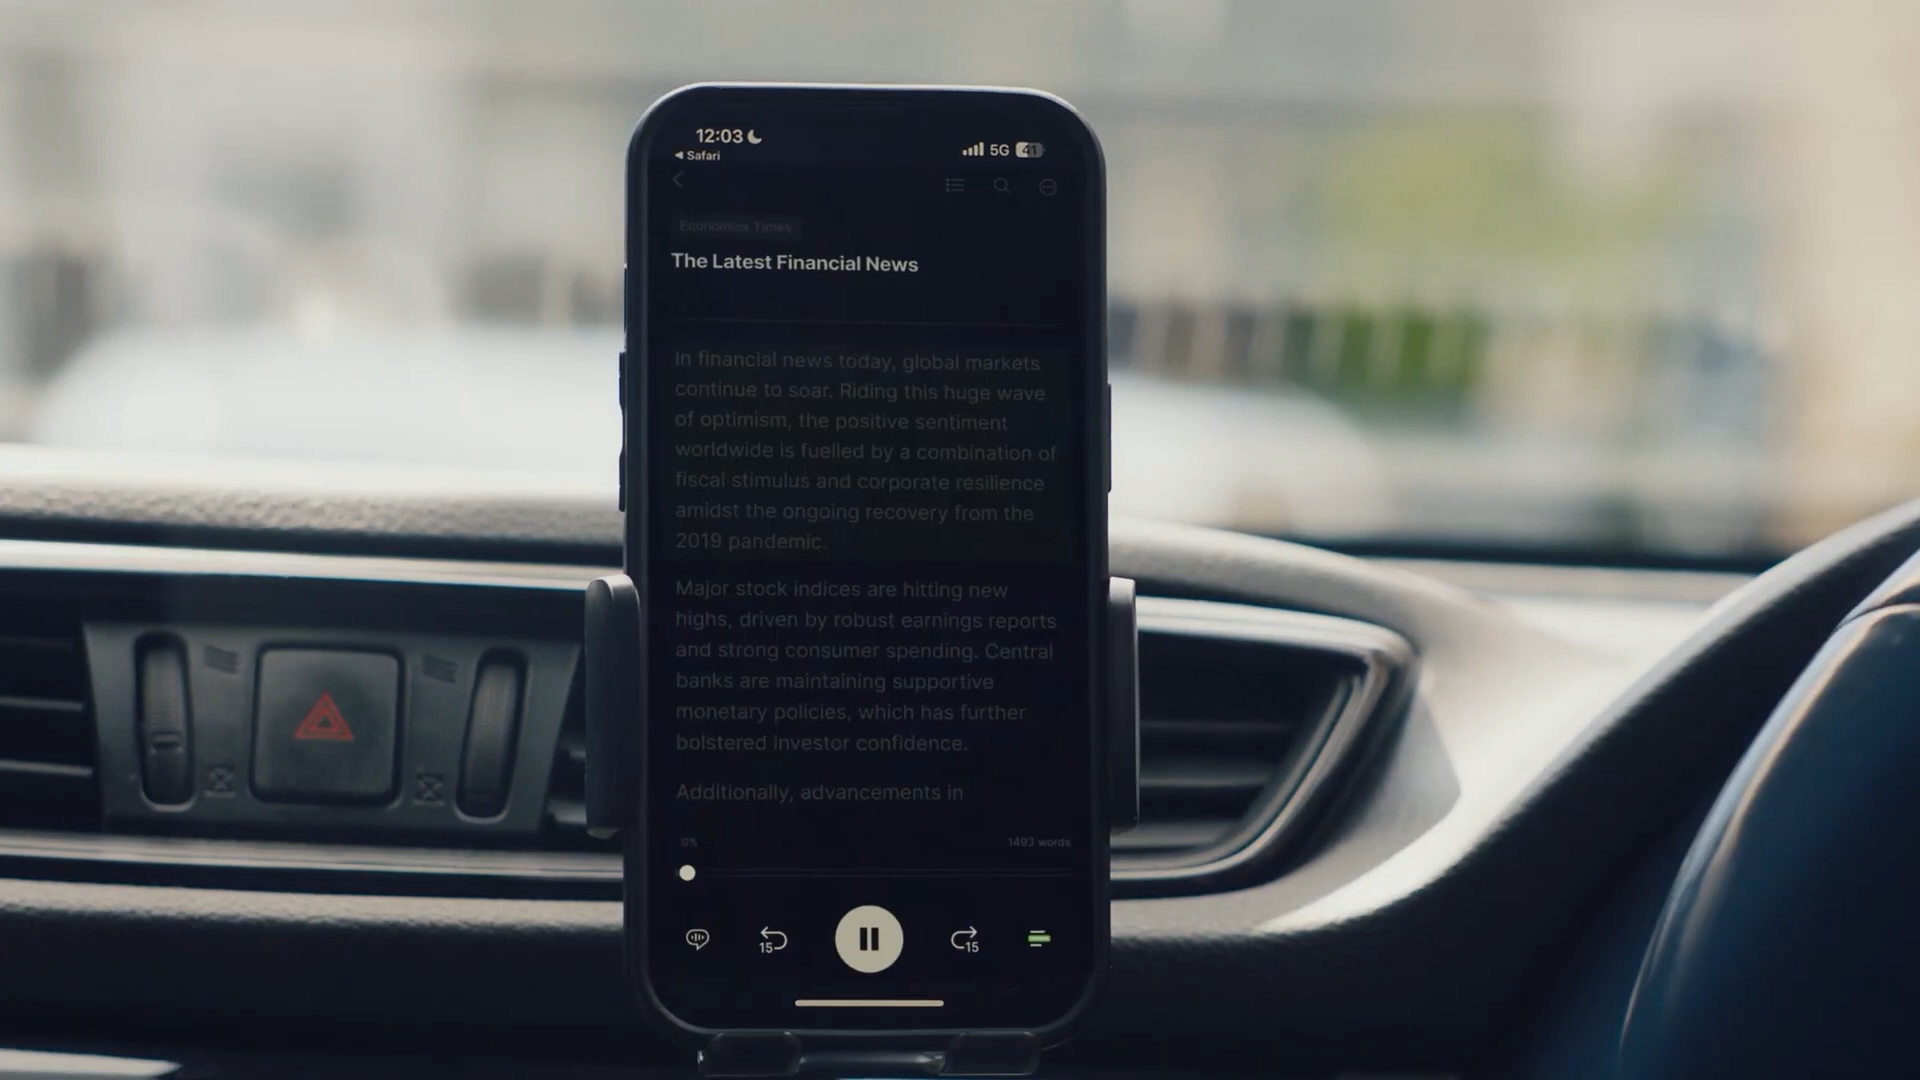 12:03
5G 41
Safari
Economics Times
The Latest Financial News
In financial news today, global markets
continue to soar. Riding this huge wave
of optimism, the positive sentiment
worldwide is fuelled by a combination of
fiscal stimulus and corporate resilience
amidst the ongoing recovery from the
2019 pandemic.
Major stock indices are hitting new
highs, driven by robust earnings reports
and strong consumer spending. Central
banks are maintaining supportive
monetary policies, which has further
bolstered investor confidence.
Additionally, advancements in
0% 1493 words
15 15